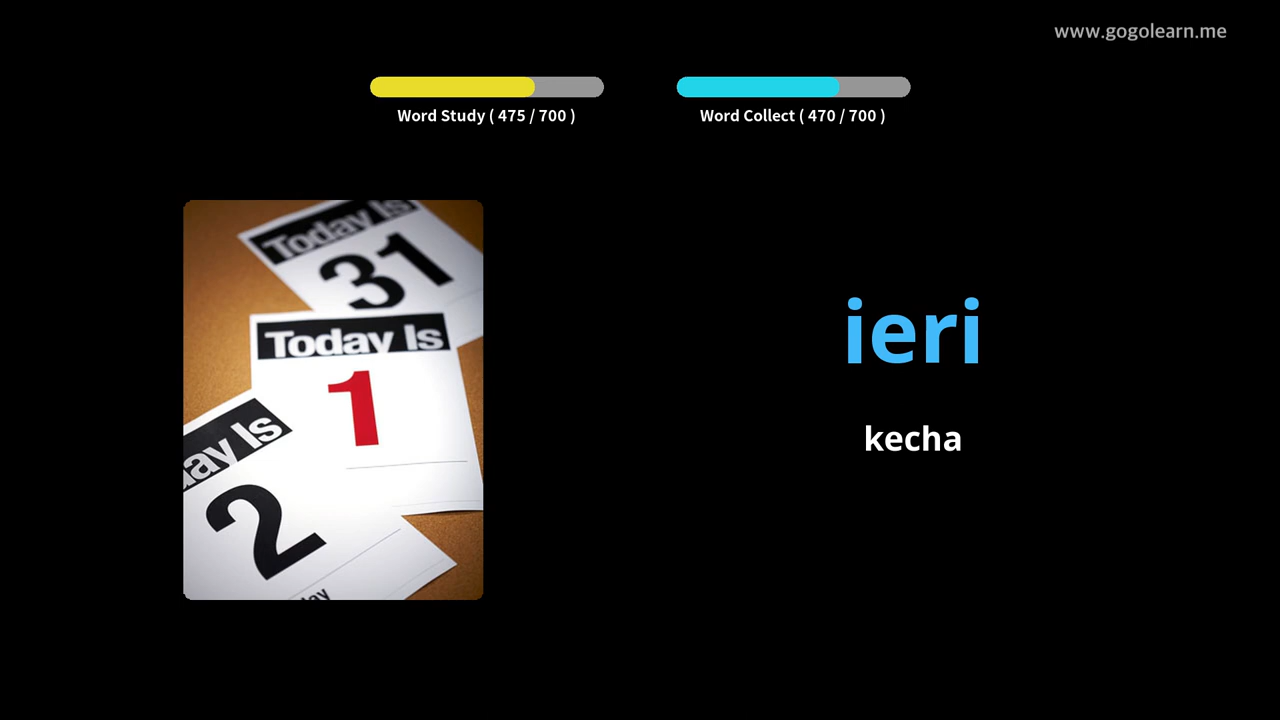 www.gogolearn.me
Word Study ( 475 / 700 )
Word Collect ( 470 / 700 )
Today Is
31
Today Is
1
ay Is
2
ay
ieri
kecha